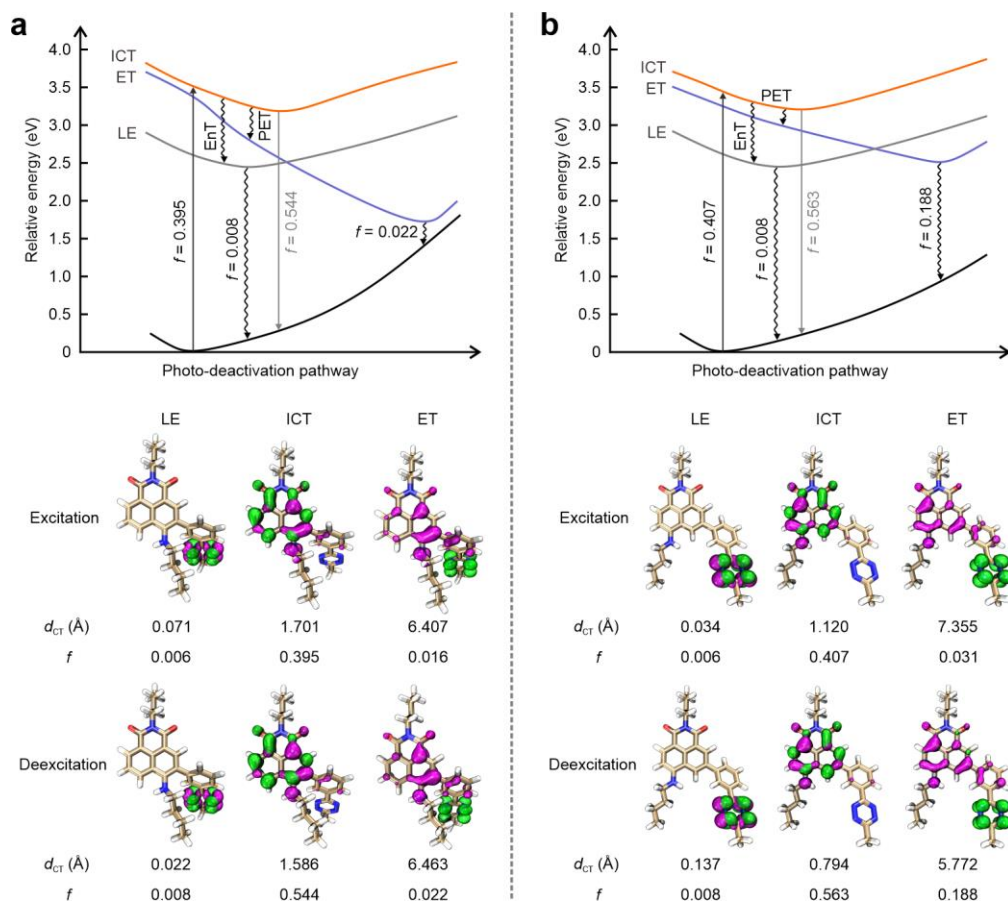 a
Relative energy (eV)
4.0
3.5
3.0
2.5
2.0
1.5
1.0
0.5
0
ICT
ET
LE
EnT
PET
f = 0.395
f = 0.008
f = 0.544
f = 0.022
Photo-deactivation pathway
LE ICT ET
Excitation
dCT (Å) 0.071 1.701 6.407
f 0.006 0.395 0.016
Deexcitation
dCT (Å) 0.022 1.586 6.463
f 0.008 0.544 0.022
b
Relative energy (eV)
4.0
3.5
3.0
2.5
2.0
1.5
1.0
0.5
0
ICT
ET
LE
EnT
PET
f = 0.407
f = 0.008
f = 0.563
f = 0.188
Photo-deactivation pathway
LE ICT ET
Excitation
dCT (Å) 0.034 1.120 7.355
f 0.006 0.407 0.031
Deexcitation
dCT (Å) 0.137 0.794 5.772
f 0.008 0.563 0.188